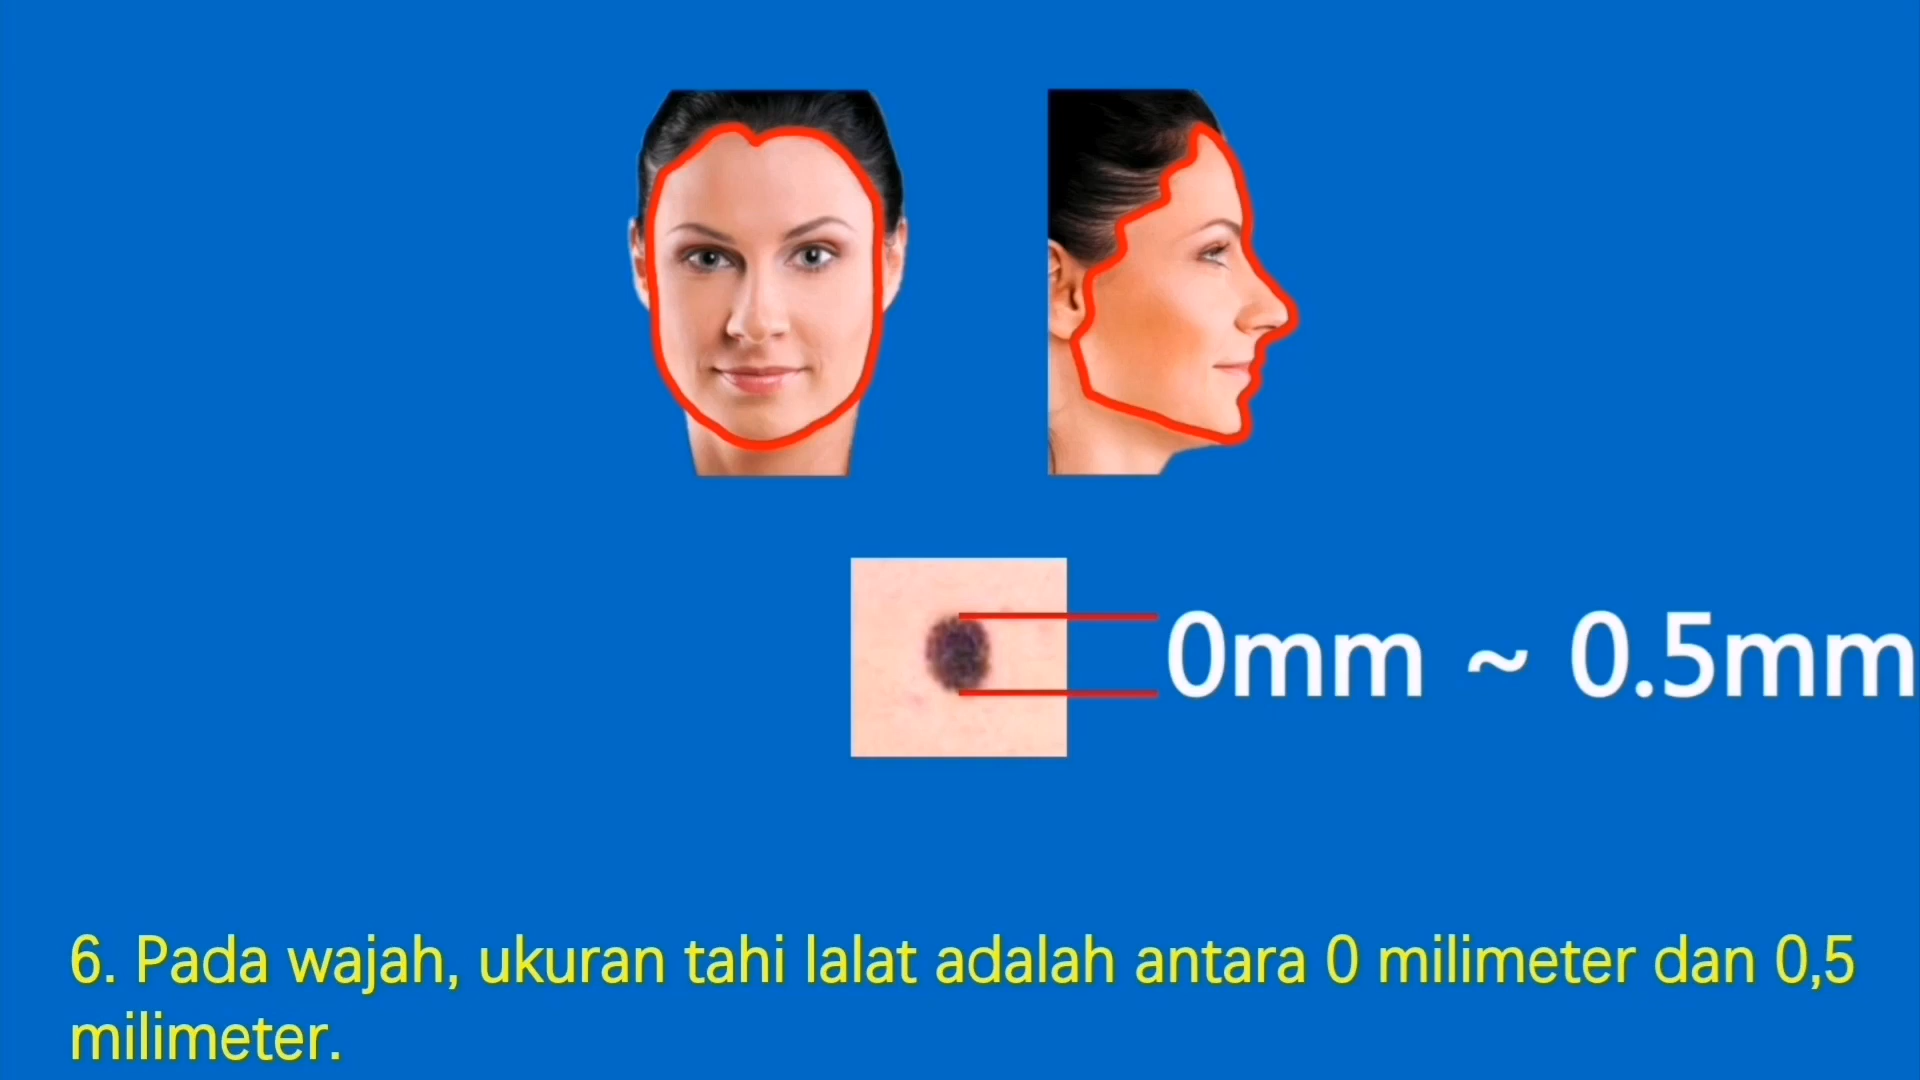 0mm ~ 0.5mm
6. Pada wajah, ukuran tahi lalat adalah antara 0 milimeter dan 0,5
milimeter.